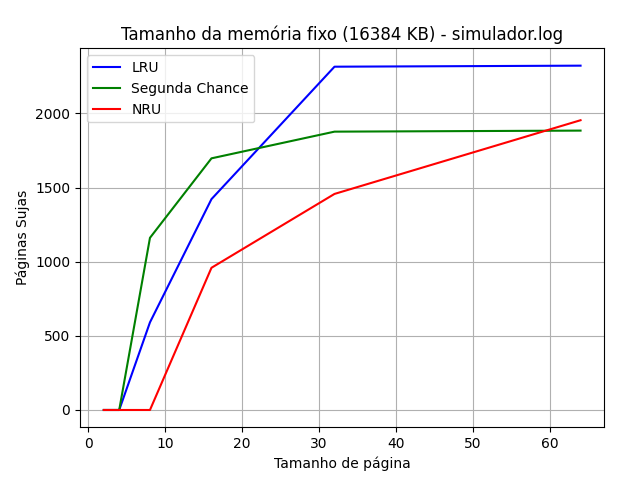 Tamanho da memória fixo (16384 KB) - simulador.log
LRU
Segunda Chance
NRU
Páginas Sujas
2000
1500
1000
500
0
0 10 20 30 40 50 60
Tamanho de página